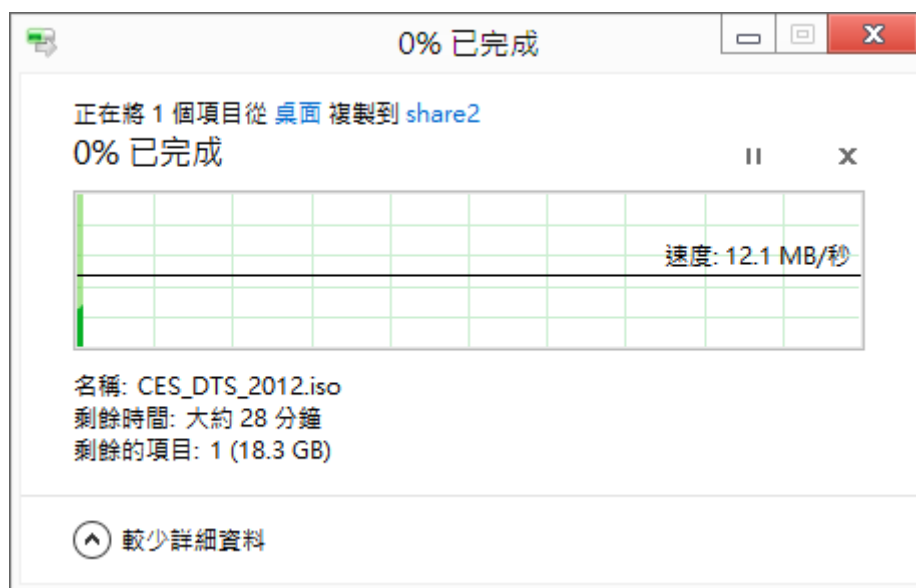 0% 已完成
正在將 1 個項目從 桌面 複製到 share2
0% 已完成
速度: 12.1 MB/秒
名稱: CES_DTS_2012.iso
剩餘時間: 大約 28 分鐘
剩餘的項目: 1 (18.3 GB)
較少詳細資料